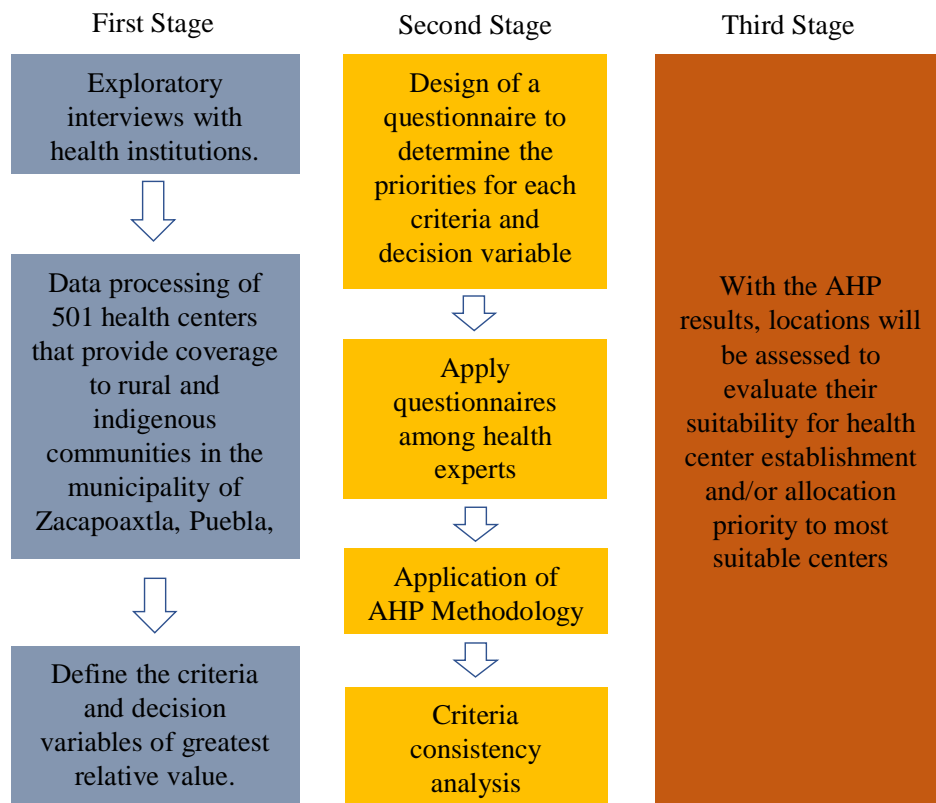 First Stage
Exploratory
interviews with
health institutions.
Data processing of
501 health centers
that provide coverage
to rural and
indigenous
communities in the
municipality of
Zacapoaxtla, Puebla,
Define the criteria
and decision
variables of greatest
relative value.
Second Stage
Design of a
questionnaire to
determine the
priorities for each
criteria and
decision variable
Apply
questionnaires
among health
experts
Application of
AHP Methodology
Criteria
consistency
analysis
Third Stage
With the AHP
results, locations will
be assessed to
evaluate their
suitability for health
center establishment
and/or allocation
priority to most
suitable centers